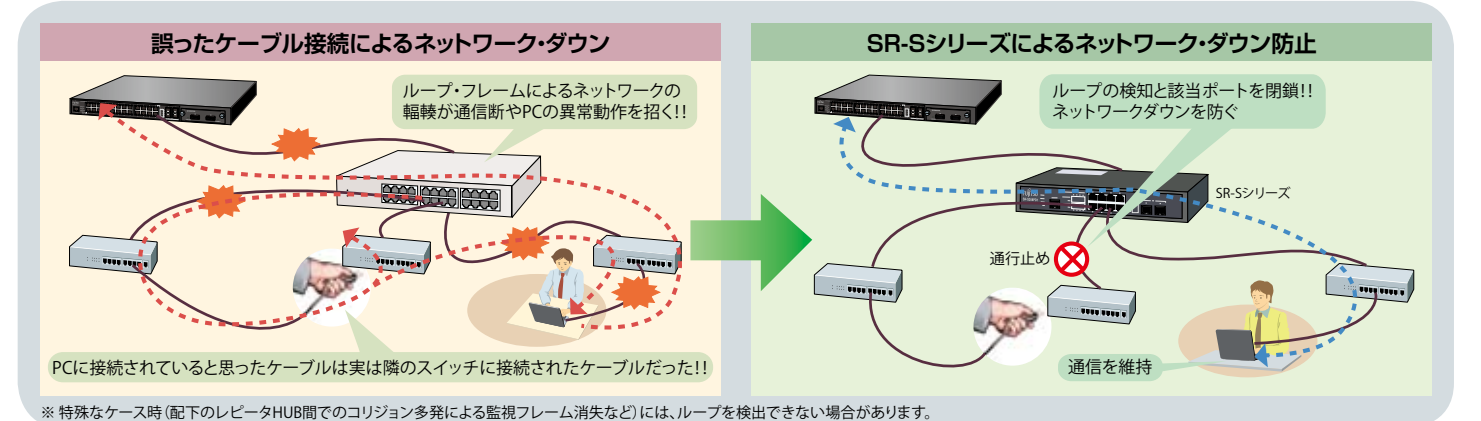 誤ったケーブル接続によるネットワーク・ダウン
ループ・フレームによるネットワークの
輻輳が通信断やPCの異常動作を招く!!
PCに接続されていると思ったケーブルは実は隣のスイッチに接続されたケーブルだった!!
SR-Sシリーズによるネットワーク・ダウン防止
ループの検知と該当ポートを閉鎖!!
ネットワークダウンを防ぐ
SR-Sシリーズ
通行止め
通信を維持
※ 特殊なケース時(配下のレピータHUB間でのコリジョン多発による監視フレーム消失など)には、ループを検出できない場合があります。